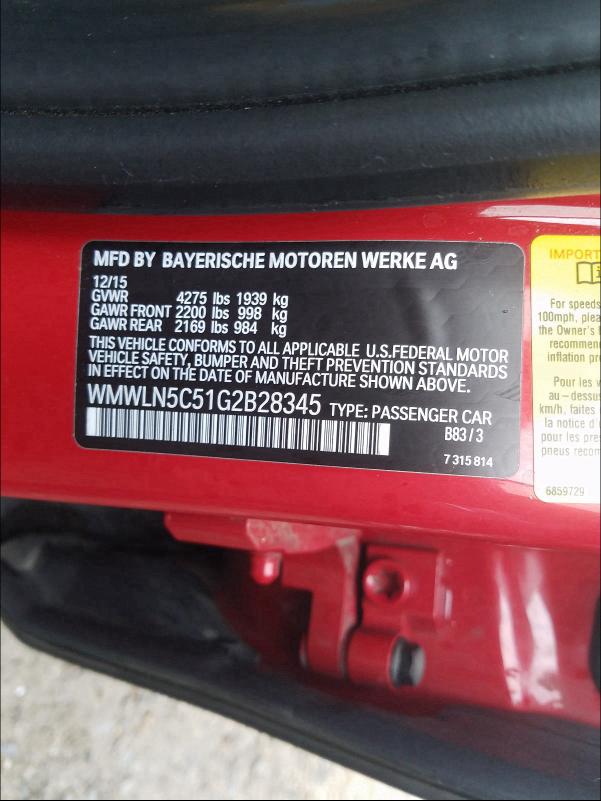 MFD BY BAYERISCHE MOTOREN WERKE AG
12/15
GVWR 4275 lbs 1939 kg
GAWR FRONT 2200 lbs 998 kg
GAWR REAR 2169 lbs 984 kg
THIS VEHICLE CONFORMS TO ALL APPLICABLE U.S.FEDERAL MOTOR
VEHICLE SAFETY, BUMPER AND THEFT PREVENTION STANDARDS
IN EFFECT ON THE DATE OF MANUFACTURE SHOWN ABOVE.
WMWLN5C51G2B28345 TYPE: PASSENGER CAR
B83 / 3
7 315 814
IMPORT
For speeds
100mph, plea
the Owner's
recommen
inflation pr
Pour les v
au-dessus
km/h, faites
la notice d'
pour les pres
pneus recom
6859729